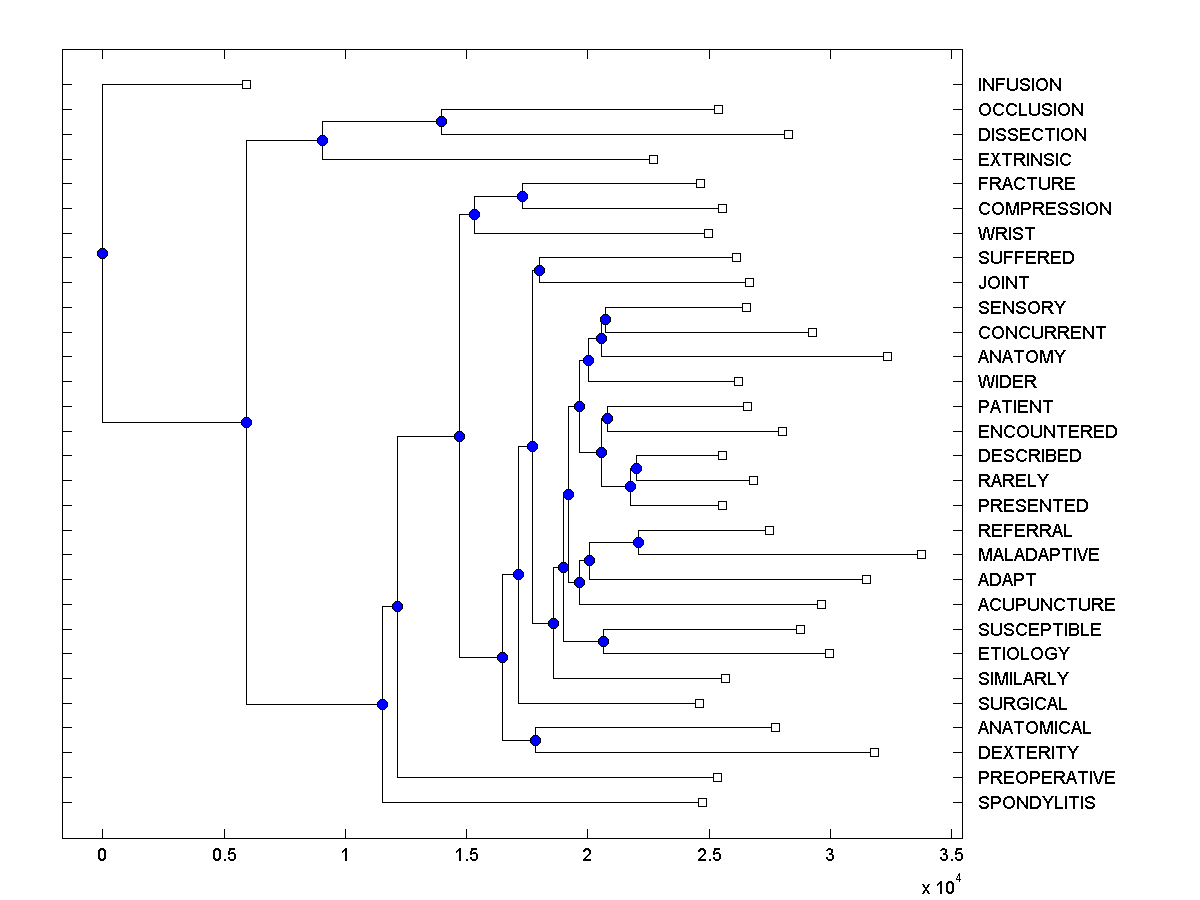 INFUSION
OCCLUSION
DISSECTION
EXTRINSIC
FRACTURE
COMPRESSION
WRIST
SUFFERED
JOINT
SENSORY
CONCURRENT
ANATOMY
WIDER
PATIENT
ENCOUNTERED
DESCRIBED
RARELY
PRESENTED
REFERRAL
MALADAPTIVE
ADAPT
ACUPUNCTURE
SUSCEPTIBLE
ETIOLOGY
SIMILARLY
SURGICAL
ANATOMICAL
DEXTERITY
PREOPERATIVE
SPONDYLITIS
0 0.5 1 1.5 2 2.5 3 3.5
x 10^4